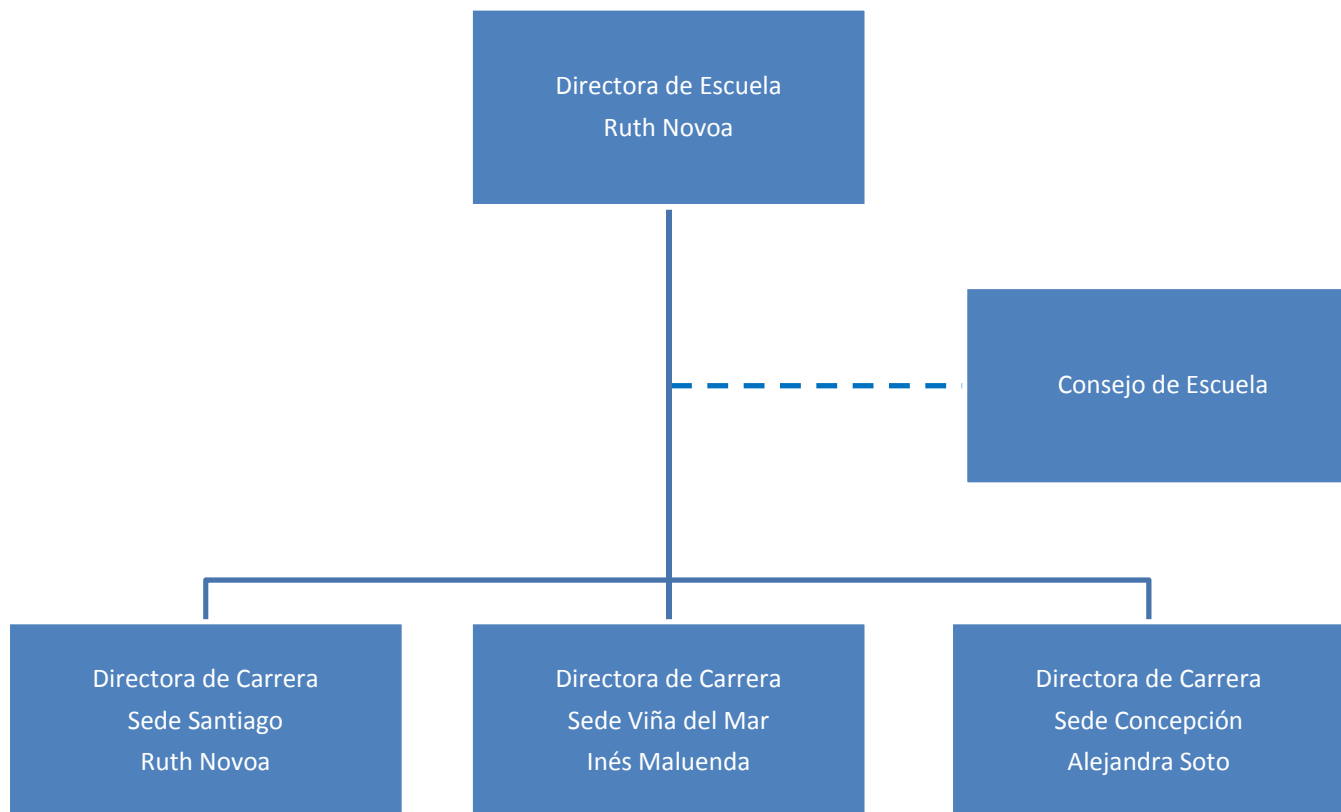 Directora de Escuela
Ruth Novoa
Consejo de Escuela
Directora de Carrera
Sede Santiago
Ruth Novoa
Directora de Carrera
Sede Viña del Mar
Inés Maluenda
Directora de Carrera
Sede Concepción
Alejandra Soto